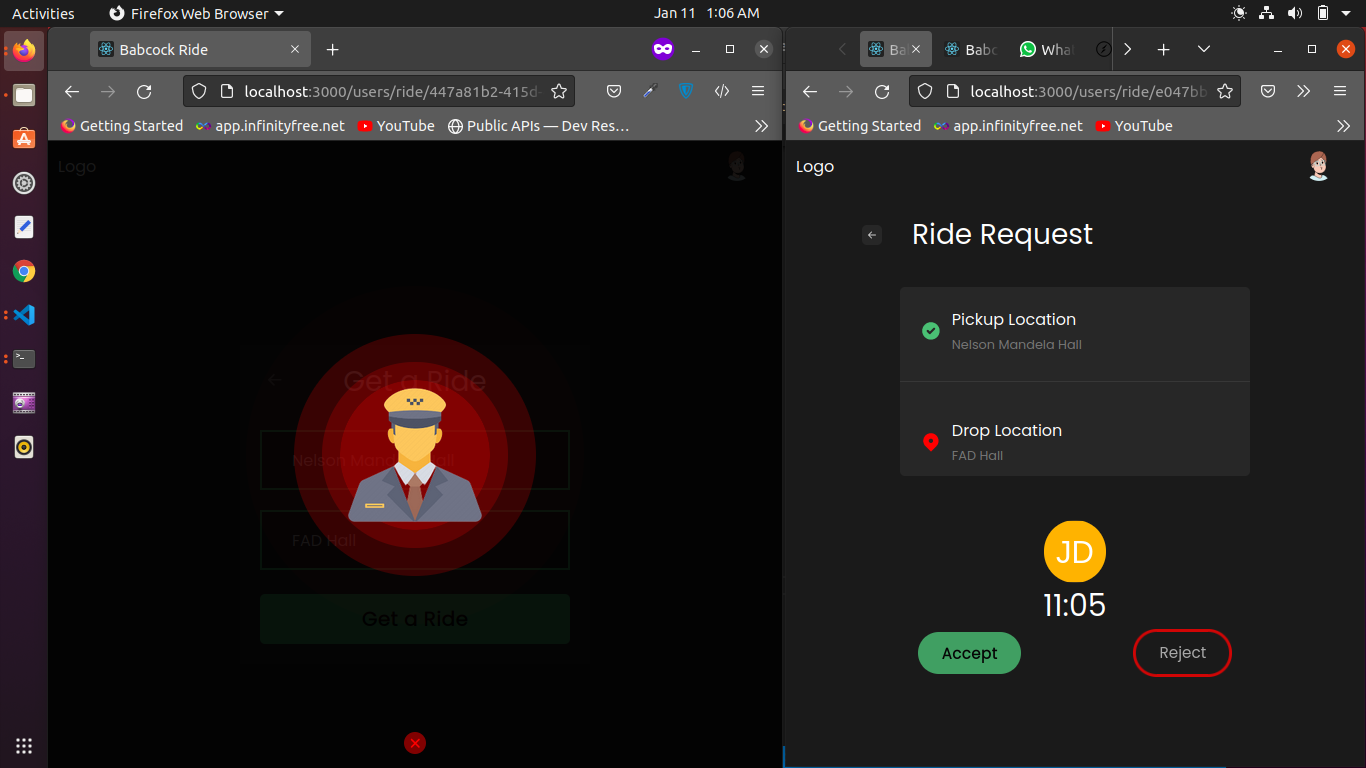 Activities
Firefox Web Browser
Jan 11 1:06 AM
Babcock Ride
localhost:3000/users/ride/447a81b2-415d-
Getting Started
app.infinityfree.net
YouTube
Public APIs — Dev Res…
Logo
Get a Ride
Nelson Mandela Hall
FAD Hall
Get a Ride
Ba
Babc
What
localhost:3000/users/ride/e047bb
Getting Started
app.infinityfree.net
YouTube
Logo
Ride Request
Pickup Location
Nelson Mandela Hall
Drop Location
FAD Hall
JD
11:05
Accept
Reject